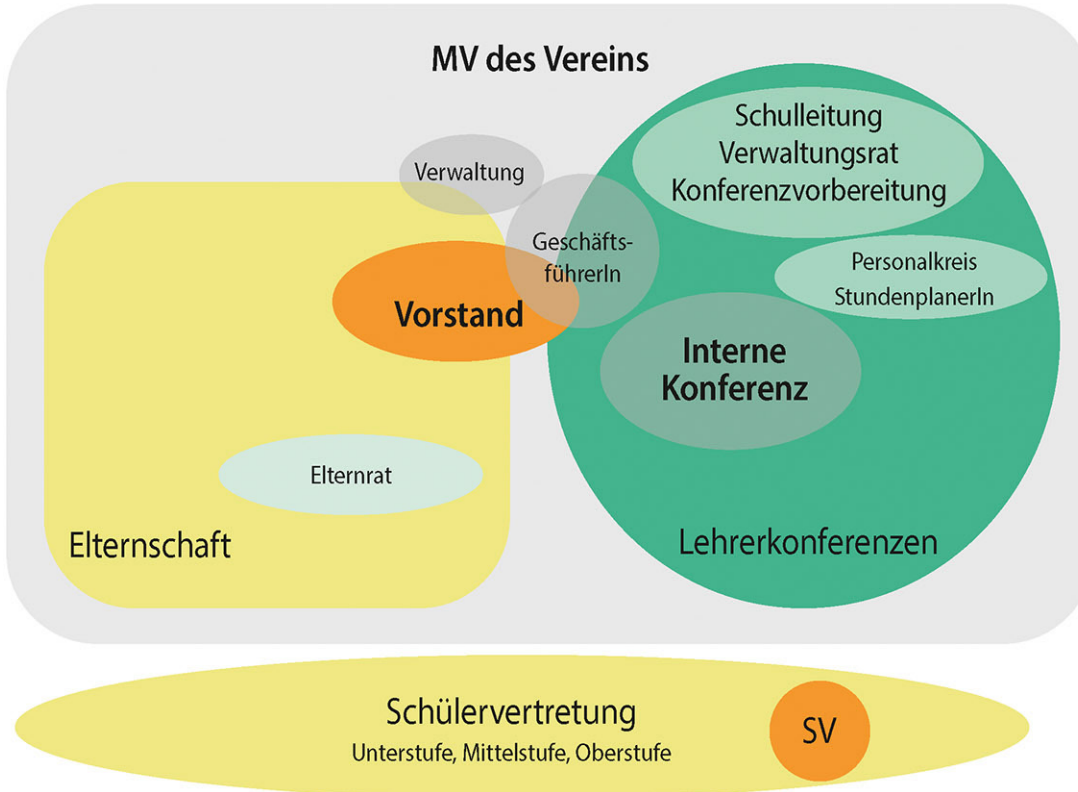 MV des Vereins
Schulleitung
Verwaltungsrat
Konferenzvorbereitung
Verwaltung
Geschäfts-
führerIn
Personalkreis
StundenplanerIn
Vorstand
Interne
Konferenz
Elternrat
Elternschaft
Lehrerkonferenzen
Schülervertretung
Unterstufe, Mittelstufe, Oberstufe
SV